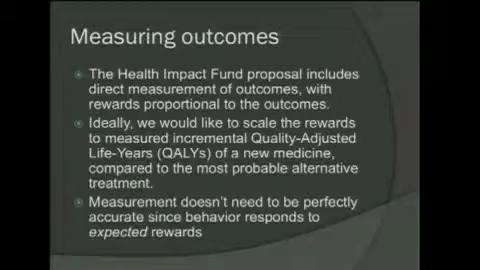 Measuring outcomes
The Health Impact Fund proposal includes
direct measurement of outcomes, with
rewards proportional to the outcomes.
Ideally, we would like to scale the rewards
to measured incremental Quality-Adjusted
Life-Years (QALYs) of a new medicine,
compared to the most probable alternative
treatment.
Measurement doesn't need to be perfectly
accurate since behavior responds to
expected rewards